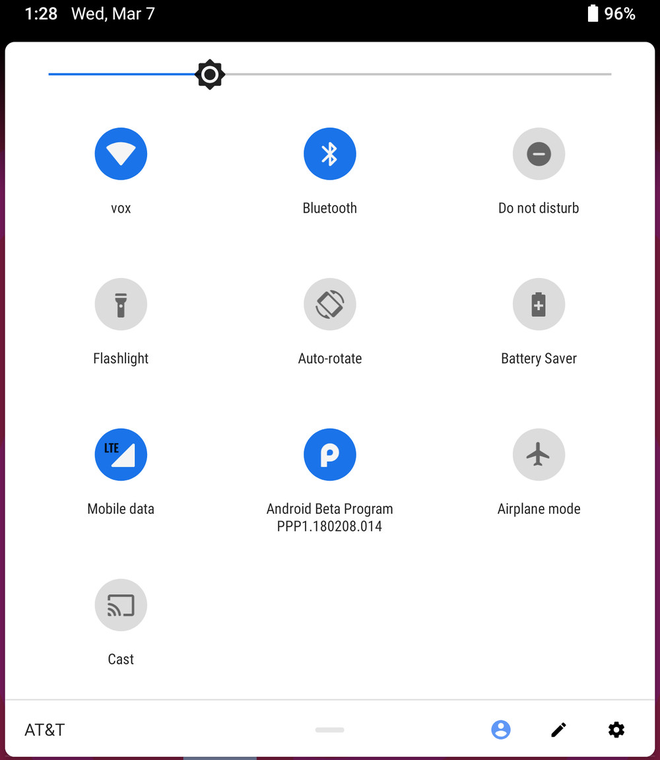 1:28 Wed, Mar 7 96%
vox Bluetooth Do not disturb
Flashlight Auto-rotate Battery Saver
LTE
Mobile data Android Beta Program Airplane mode
PPP1.180208.014
Cast
AT&T